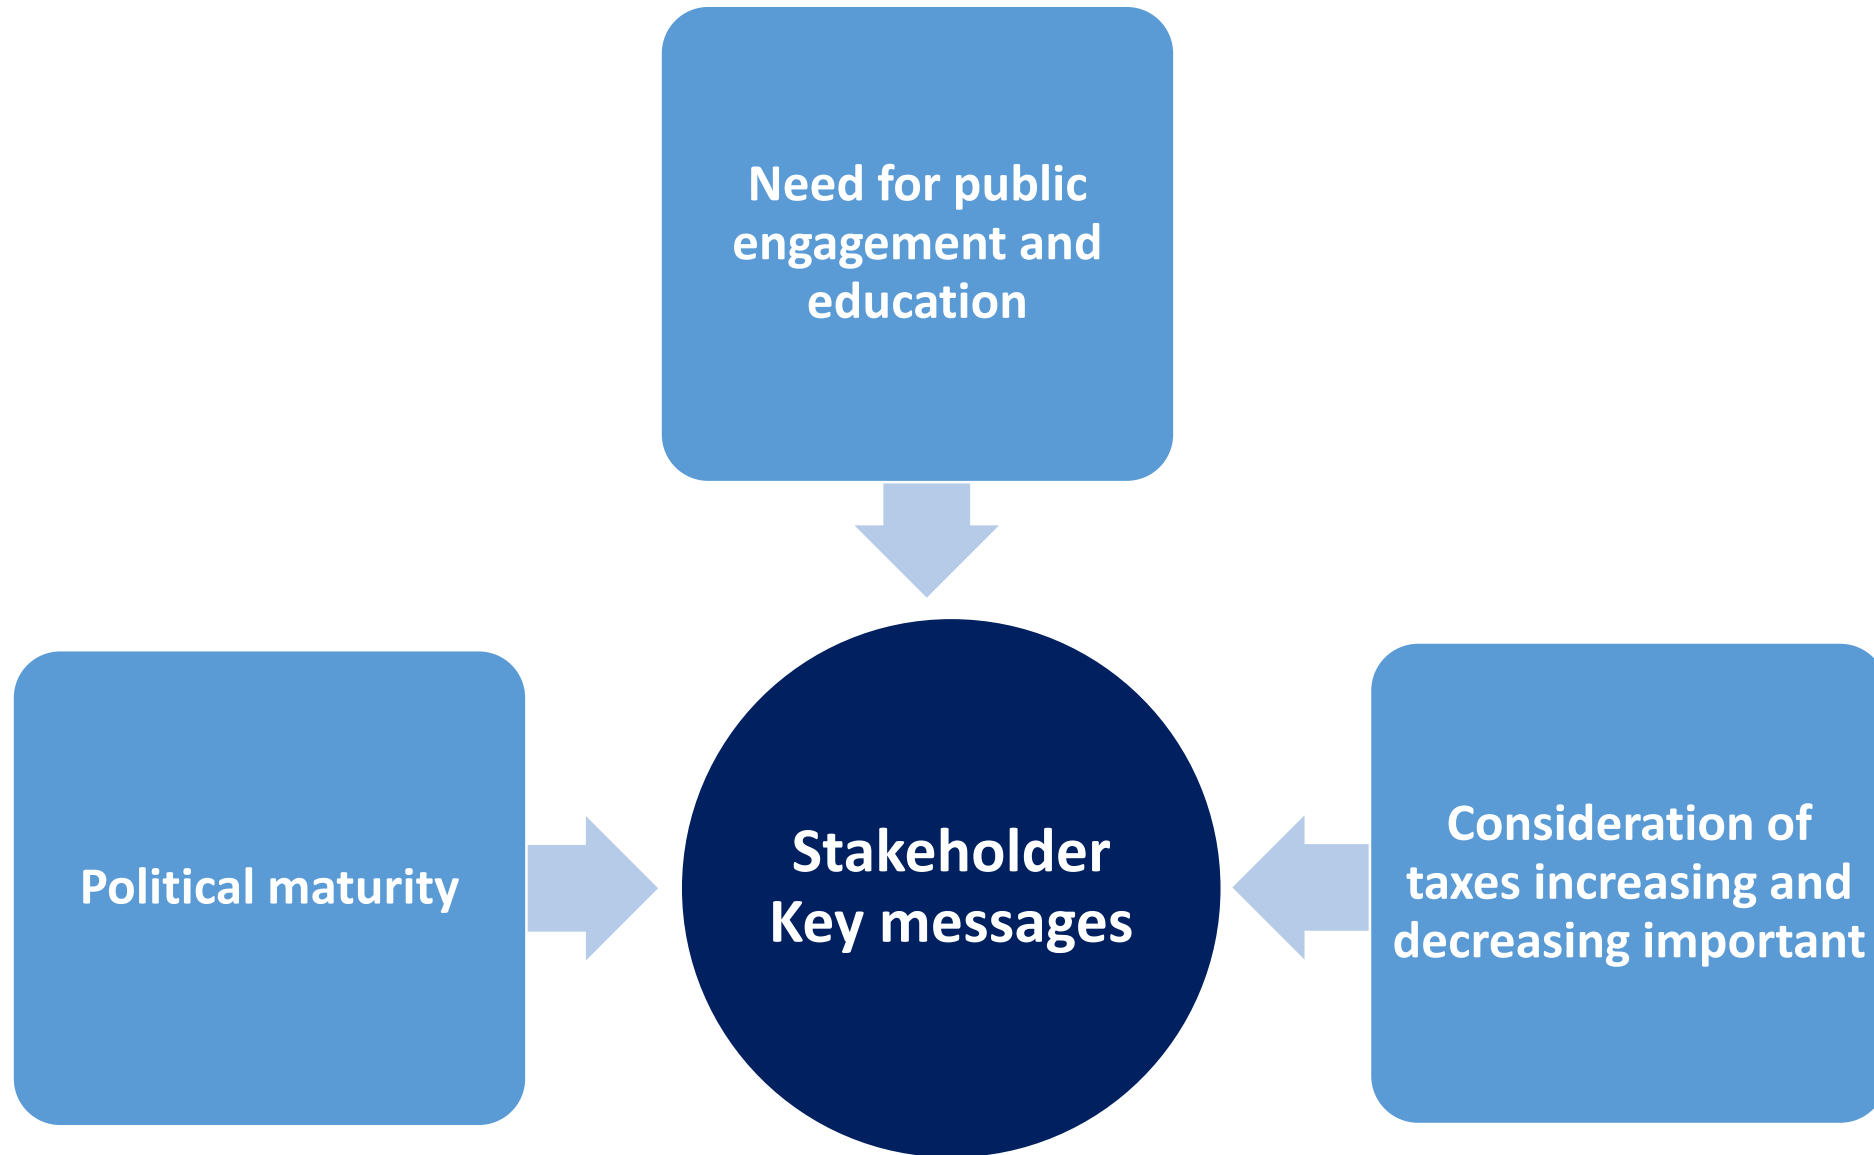 Need for public
engagement and
education
Political maturity
Stakeholder
Key messages
Consideration of
taxes increasing and
decreasing important